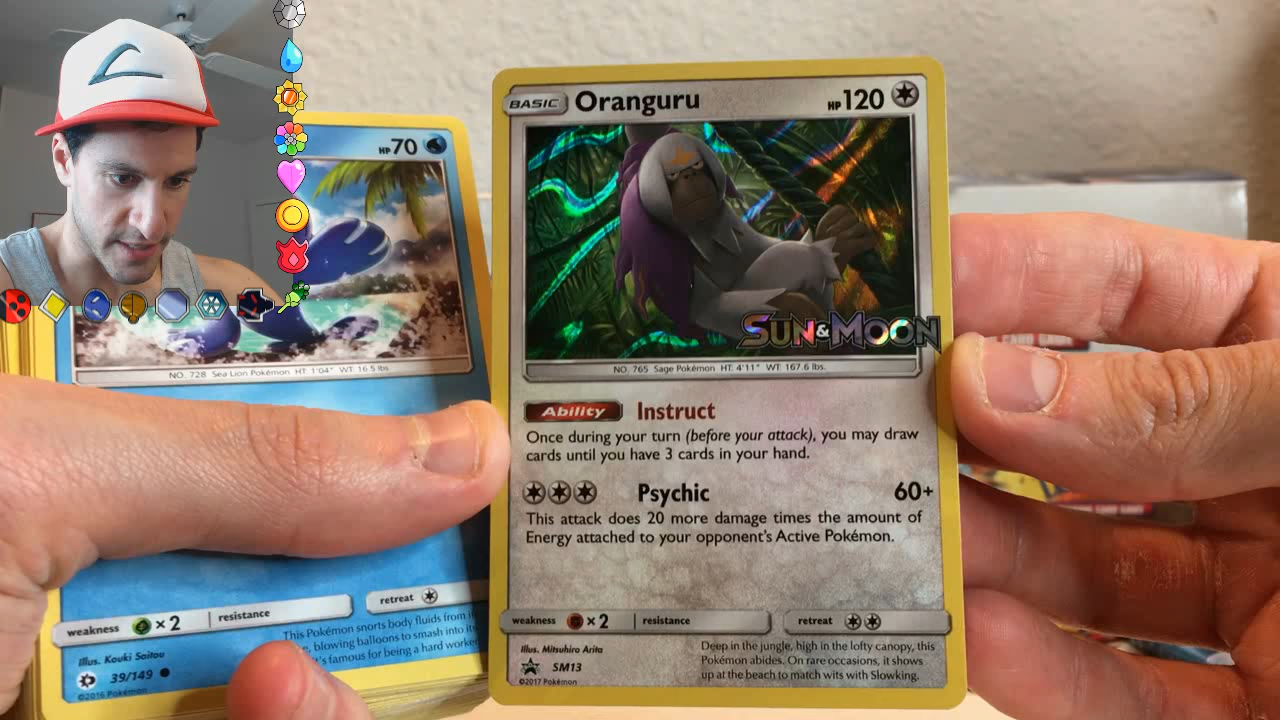 HP 70
NO. 728 Sea Lion Pokémon HT: 1'04" WT: 16.5 lbs.
weakness × 2 resistance
retreat
This Pokémon snorts body fluids from it
, blowing balloons to smash into its
's famous for being a hard worker
Illus. Kouki Saitou
39/149
©2016 Pokémon
BASIC Oranguru HP 120
SUN & MOON
NO. 765 Sage Pokémon HT: 4'11" WT: 167.6 lbs.
Ability Instruct
Once during your turn (before your attack), you may draw
cards until you have 3 cards in your hand.
Psychic 60+
This attack does 20 more damage times the amount of
Energy attached to your opponent's Active Pokémon.
weakness × 2 resistance retreat
Illus. Mitsuhiro Arita
SM13
©2017 Pokémon
Deep in the jungle, high in the lofty canopy, this
Pokémon abides. On rare occasions, it shows
up at the beach to match wits with Slowking.